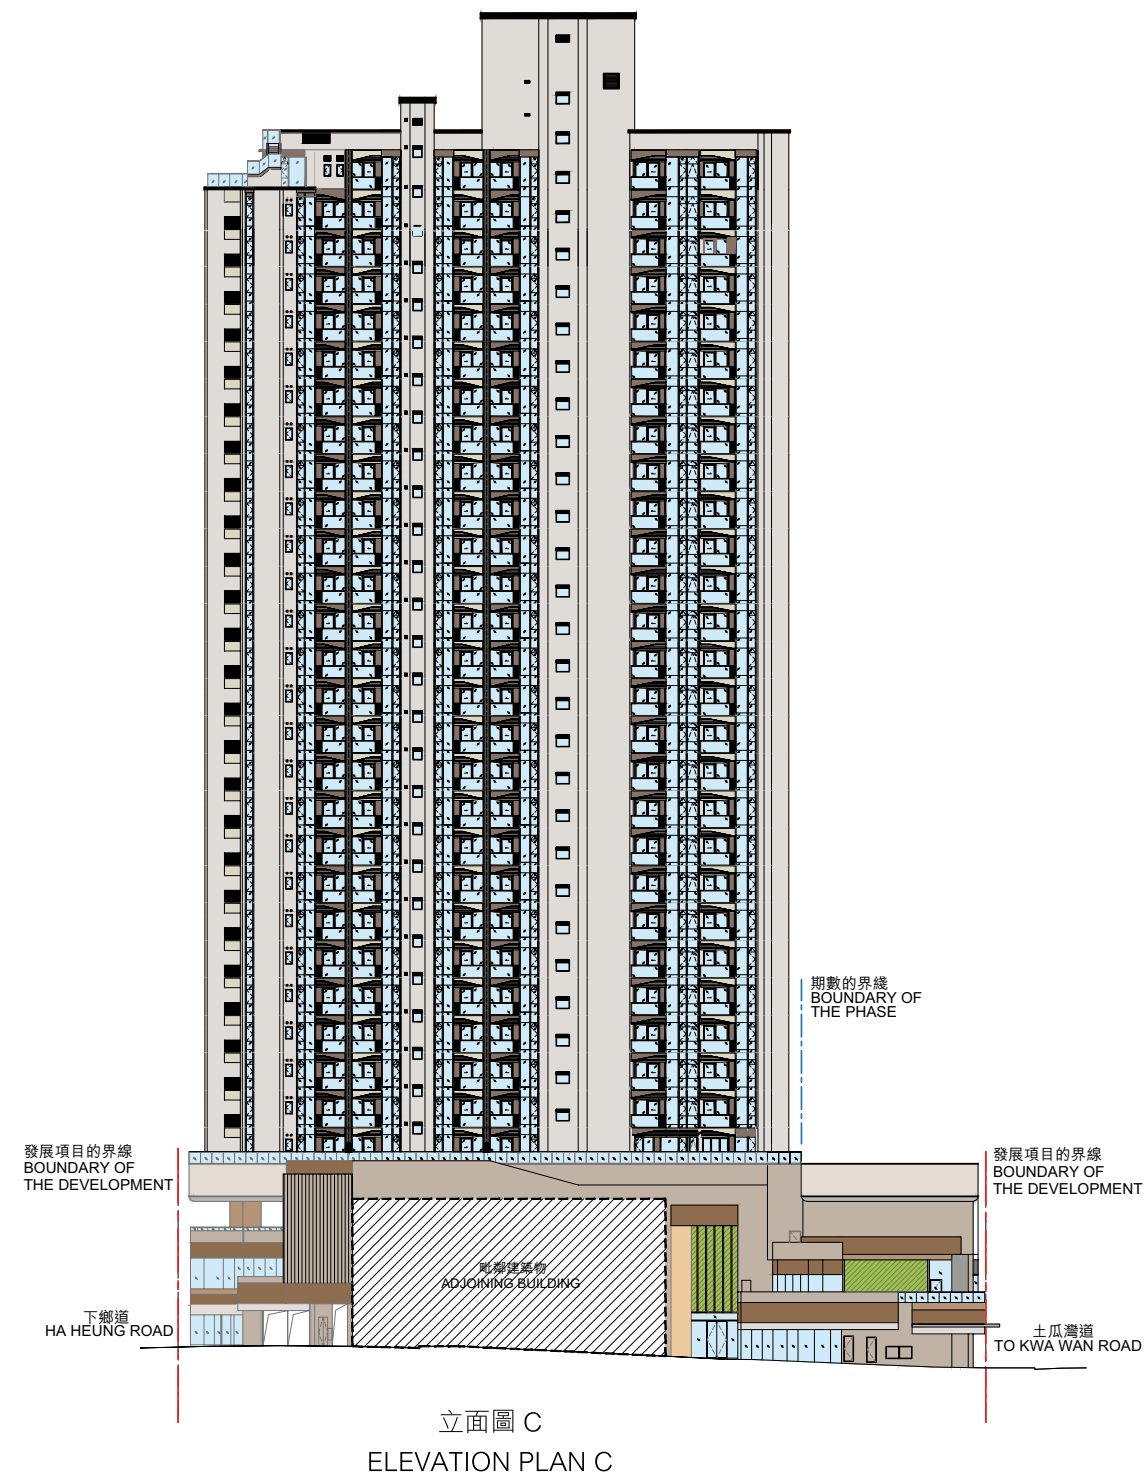 期數的界綫
BOUNDARY OF
THE PHASE
發展項目的界線
BOUNDARY OF
THE DEVELOPMENT
發展項目的界線
BOUNDARY OF
THE DEVELOPMENT
毗鄰建築物
ADJOINING BUILDING
下鄉道
HA HEUNG ROAD
土瓜灣道
TO KWA WAN ROAD
立面圖 C
ELEVATION PLAN C